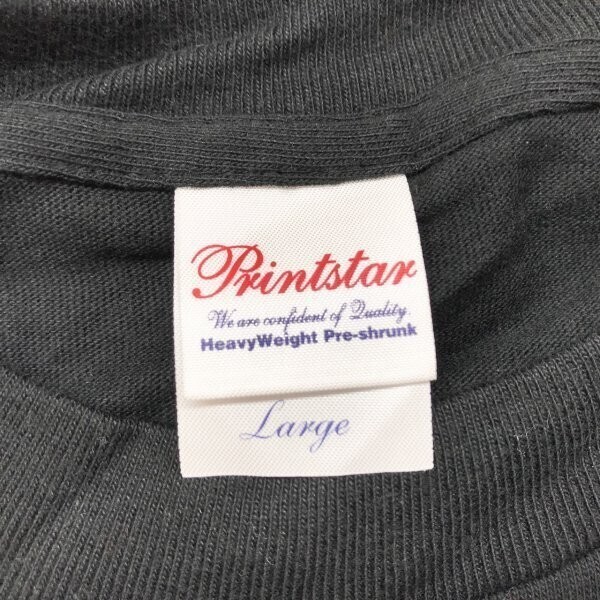 Printstar
We are confident of Quality.
HeavyWeight Pre-shrunk
Large